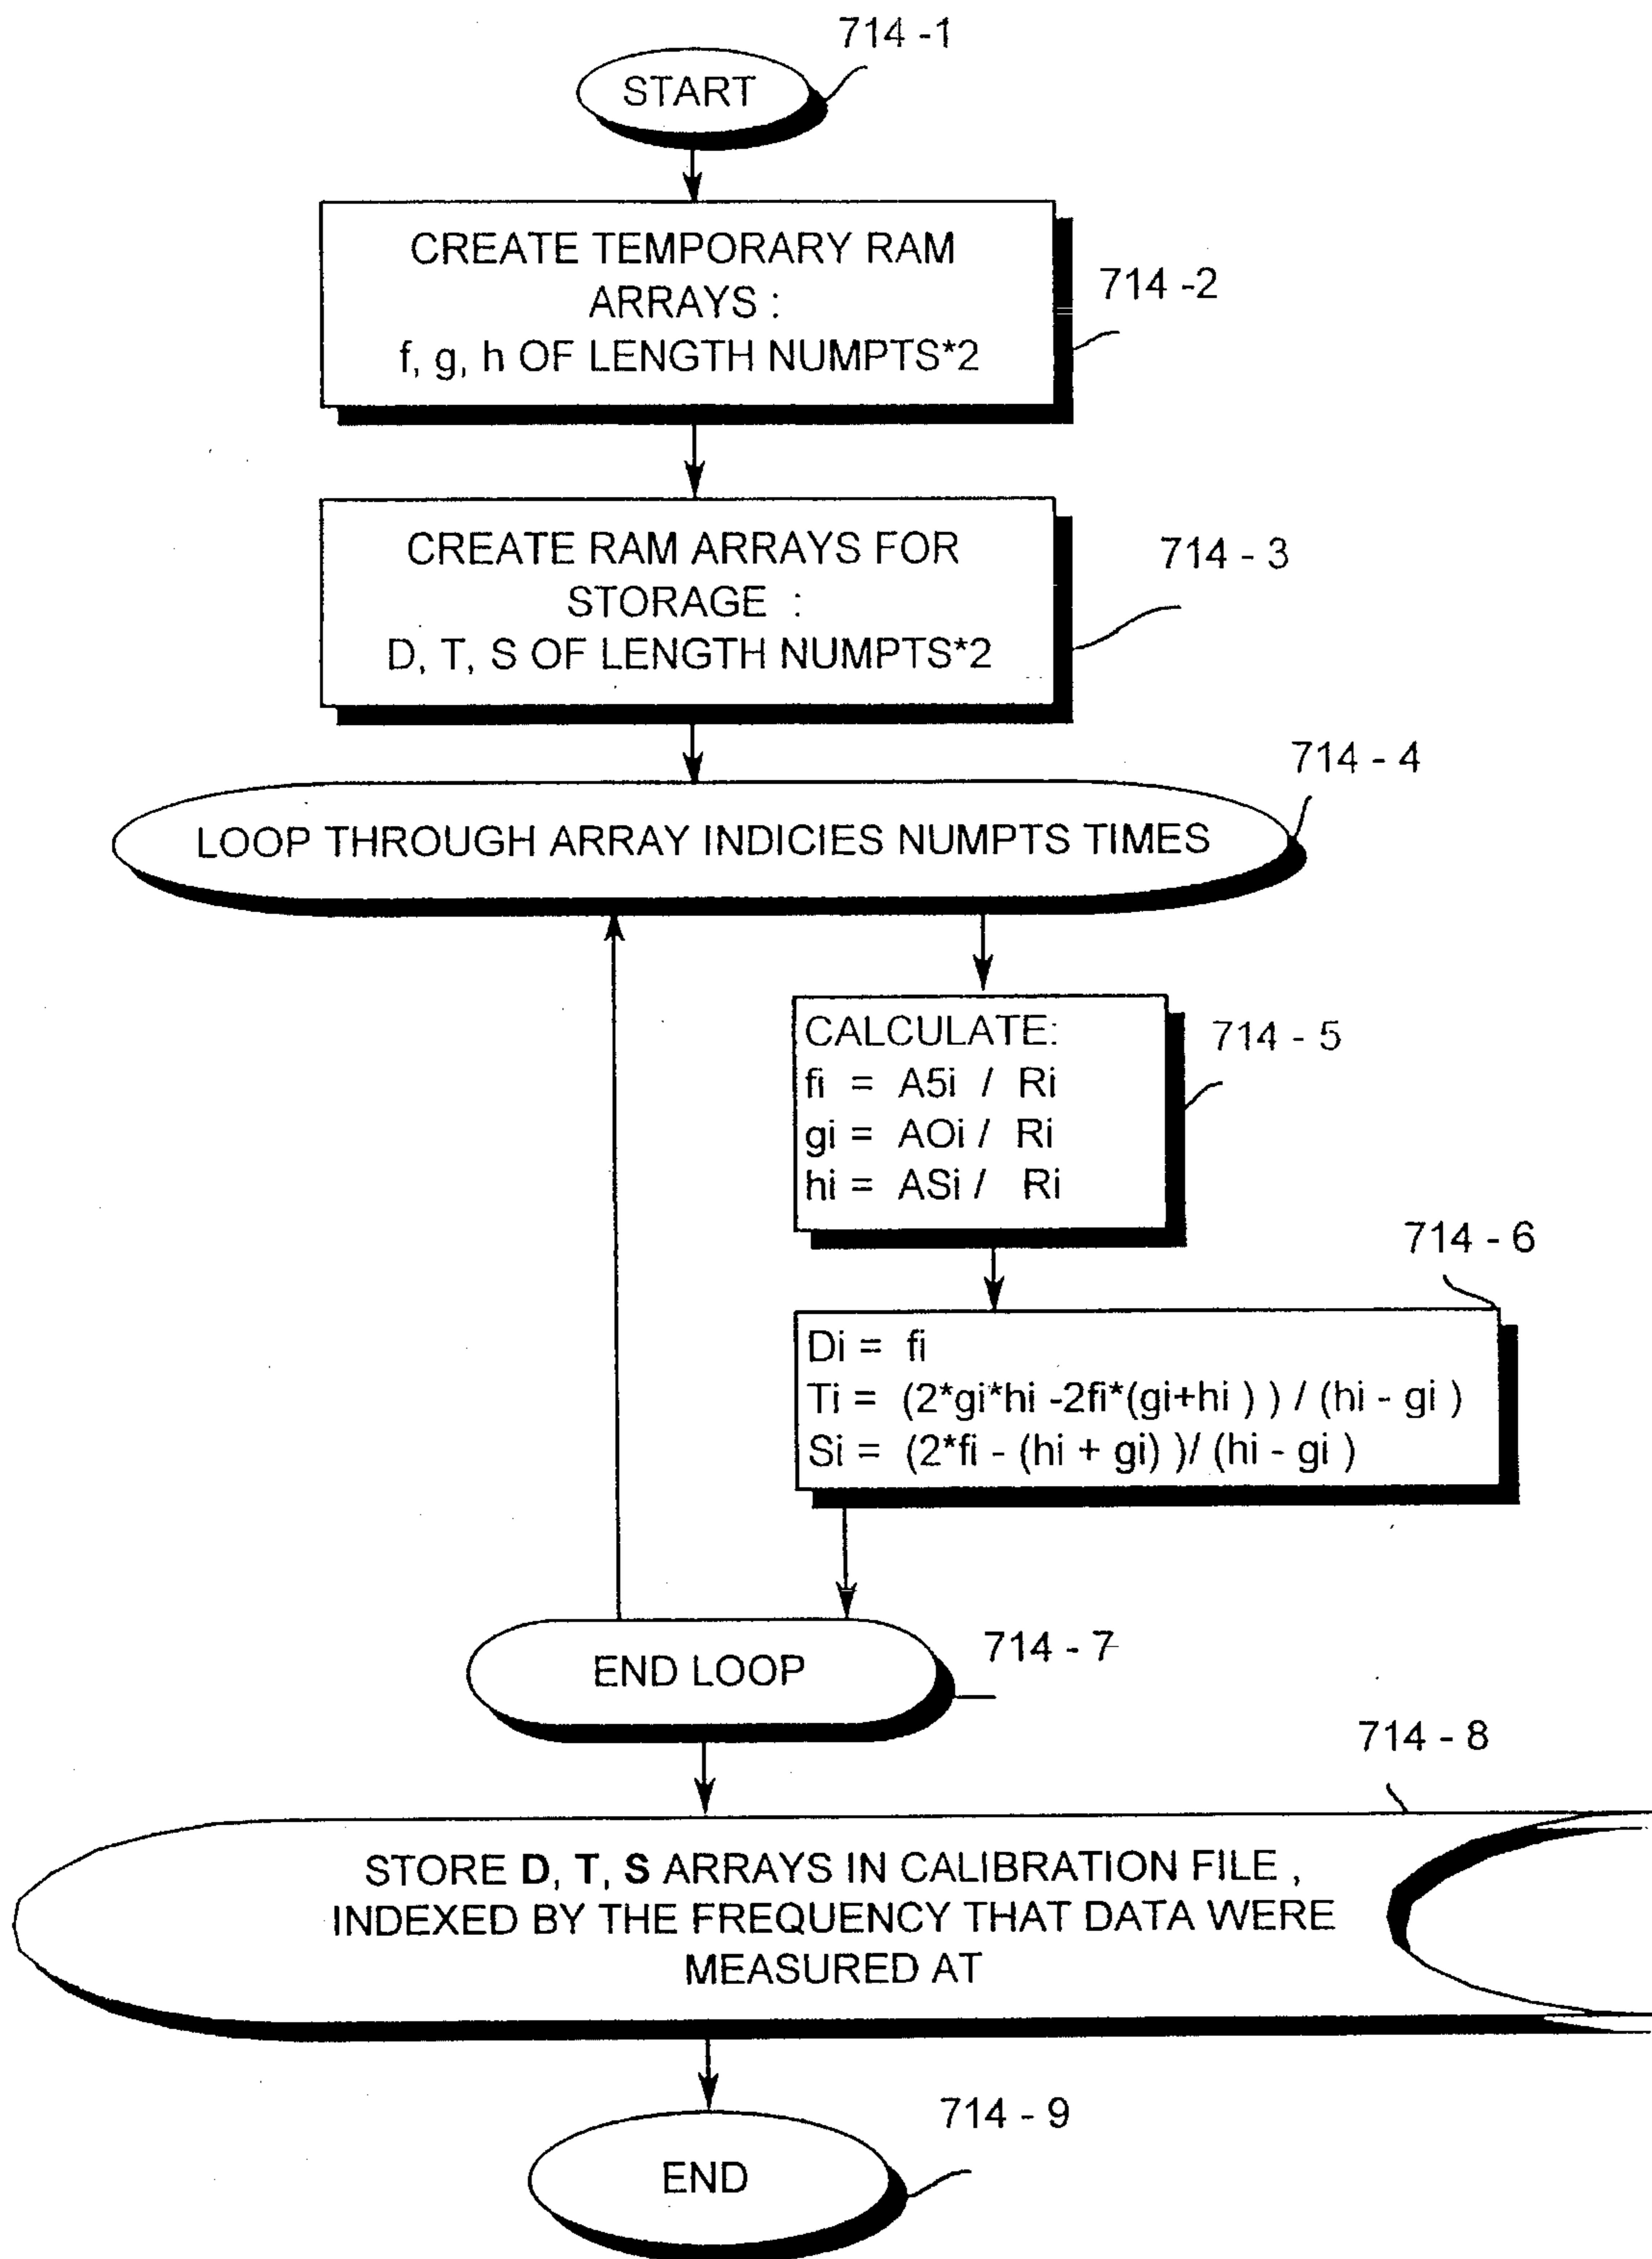 714 -1
START
CREATE TEMPORARY RAM
ARRAYS :
f, g, h OF LENGTH NUMPTS*2
714 -2
CREATE RAM ARRAYS FOR
STORAGE :
D, T, S OF LENGTH NUMPTS*2
714 - 3
714 - 4
LOOP THROUGH ARRAY INDICIES NUMPTS TIMES
CALCULATE:
fi = A5i / Ri
gi = AOi / Ri
hi = ASi / Ri
714 - 5
714 - 6
Di = fi
Ti = (2*gi*hi -2fi*(gi+hi ) ) / (hi - gi )
Si = (2*fi - (hi + gi) )/ (hi - gi )
END LOOP
714 - 7
714 - 8
STORE D, T, S ARRAYS IN CALIBRATION FILE ,
INDEXED BY THE FREQUENCY THAT DATA WERE
MEASURED AT
714 - 9
END